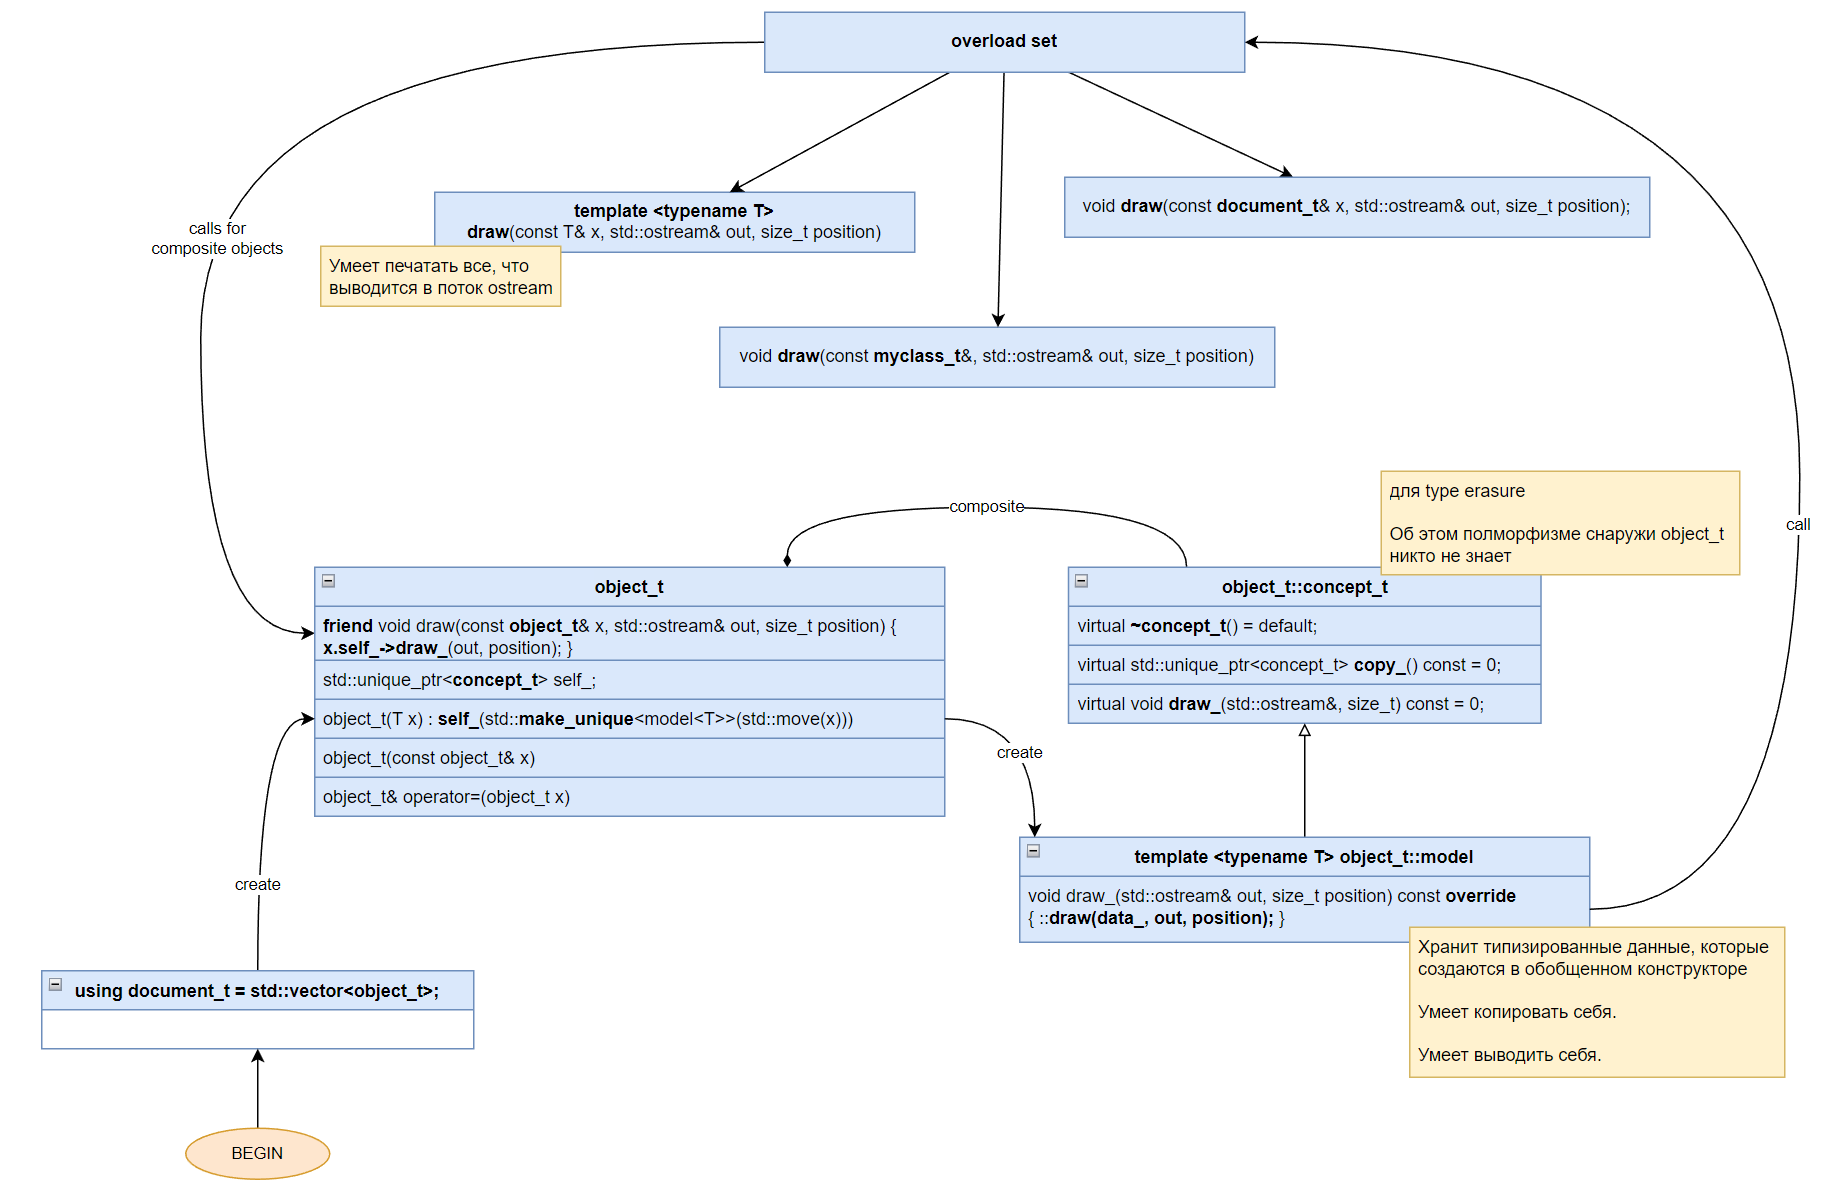 overload set
template <typename T>
draw(const T& x, std::ostream& out, size_t position)
void draw(const document_t& x, std::ostream& out, size_t position);
calls for
composite objects
Умеет печатать все, что
выводится в поток ostream
void draw(const myclass_t&, std::ostream& out, size_t position)
для type erasure
Об этом полморфизме снаружи object_t
никто не знает
call
composite
object_t
friend void draw(const object_t& x, std::ostream& out, size_t position) {
x.self_->draw_(out, position); }
std::unique_ptr<concept_t> self_;
object_t(T x) : self_(std::make_unique<model<T>>(std::move(x)))
object_t(const object_t& x)
object_t& operator=(object_t x)
object_t::concept_t
virtual ~concept_t() = default;
virtual std::unique_ptr<concept_t> copy_() const = 0;
virtual void draw_(std::ostream&, size_t) const = 0;
create
template <typename T> object_t::model
void draw_(std::ostream& out, size_t position) const override
{ ::draw(data_, out, position); }
Хранит типизированные данные, которые
создаются в обобщенном конструкторе
Умеет копировать себя.
Умеет выводить себя.
create
using document_t = std::vector<object_t>;
BEGIN